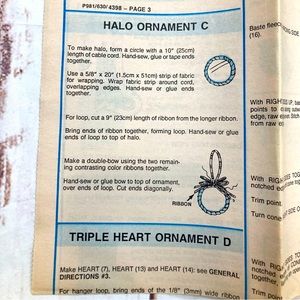 P981/630/4398 – PAGE 3
HALO ORNAMENT C
To make halo, form a circle with a 10" (25cm)
length of cable cord. Hand-sew, glue or tape ends
together.
Use a 5/8" x 20" (1.5cm x 51cm) strip of fabric
for wrapping. Wrap fabric strip around cord,
overlapping edges. Hand-sew or glue ends
together.
For loop, cut a 9" (23cm) length of ribbon from the longer ribbon.
Bring ends of ribbon together, forming loop. Hand-sew or glue
ends of loop to top of halo.
Make a double-bow using the two remain-
ing contrasting color ribbons together.
Hand-sew or glue bow to top of ornament,
over ends of loop. Cut ends diagonally.
RIBBON
TRIPLE HEART ORNAMENT D
Make HEART (7), HEART (13) and HEART (14): see GENERAL
DIRECTIONS #3.
For hanger loop, bring ends of the 1/8" (3mm) wide ribbon
Baste fleec
(16).
With RIGH
points to
edge, stitch
from raw e
With RIGH
notched edge
Trim point,
Turn
With
notched